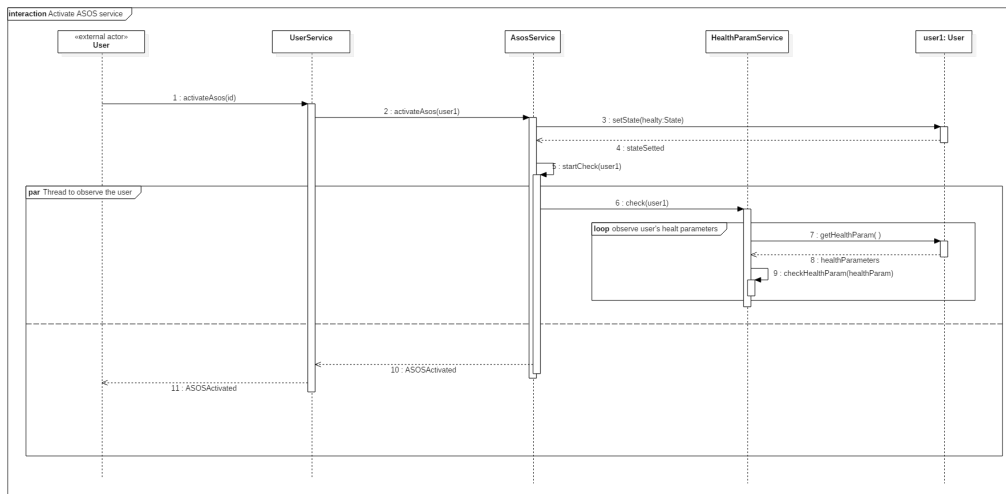 interaction Activate ASOS service
«external actor»
User
UserService
AsosService
HealthParamService
user1: User
1 : activateAsos(id)
2 : activateAsos(user1)
3 : setState(healty:State)
4 : stateSetted
5 : startCheck(user1)
par Thread to observe the user
6 : check(user1)
loop observe user's healt parameters
7 : getHealthParam( )
8 : healthParameters
9 : checkHealthParam(healthParam)
10 : ASOSActivated
11 : ASOSActivated